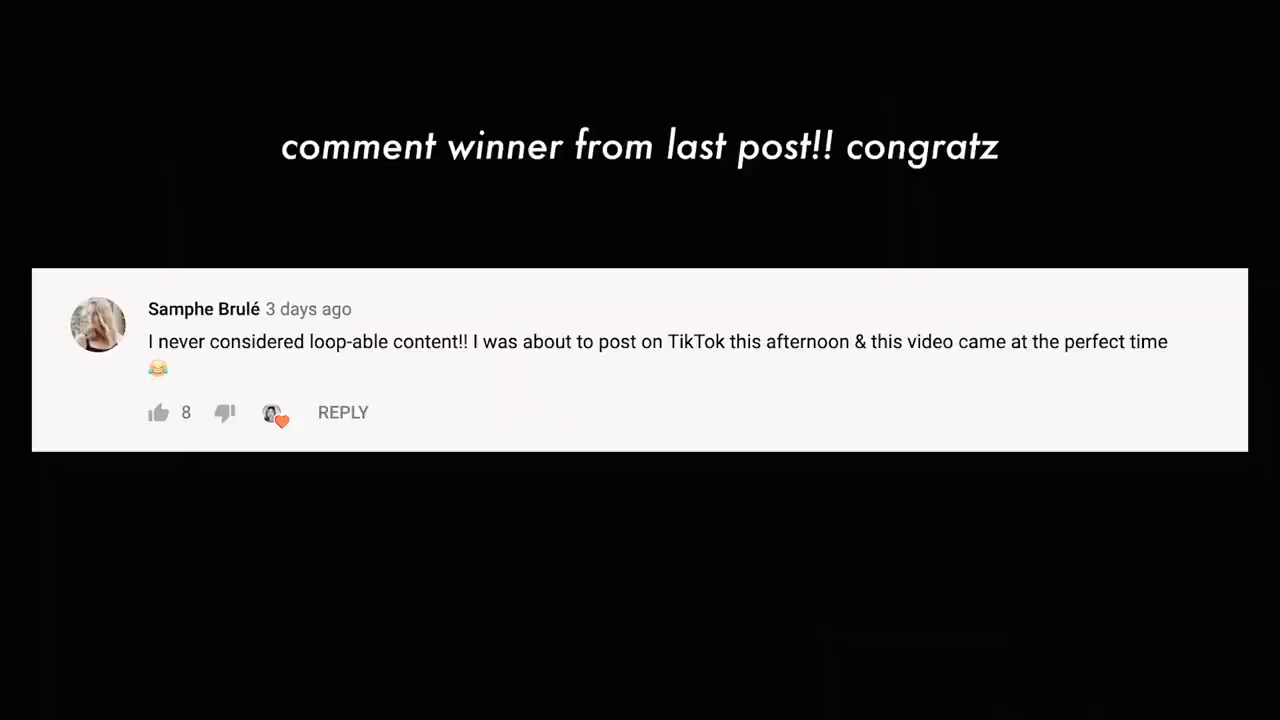 comment winner from last post!! congratz
Samphe Brulé 3 days ago
I never considered loop-able content!! I was about to post on TikTok this afternoon & this video came at the perfect time
😂
8 REPLY